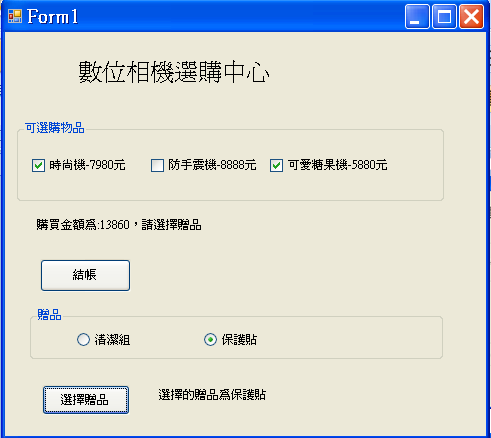 Form1
數位相機選購中心
可選購物品
時尚機-7980元 防手震機-8888元 可愛糖果機-5880元
購買金額為:13860，請選擇贈品
結帳
贈品
清潔組 保護貼
選擇贈品 選擇的贈品為保護貼